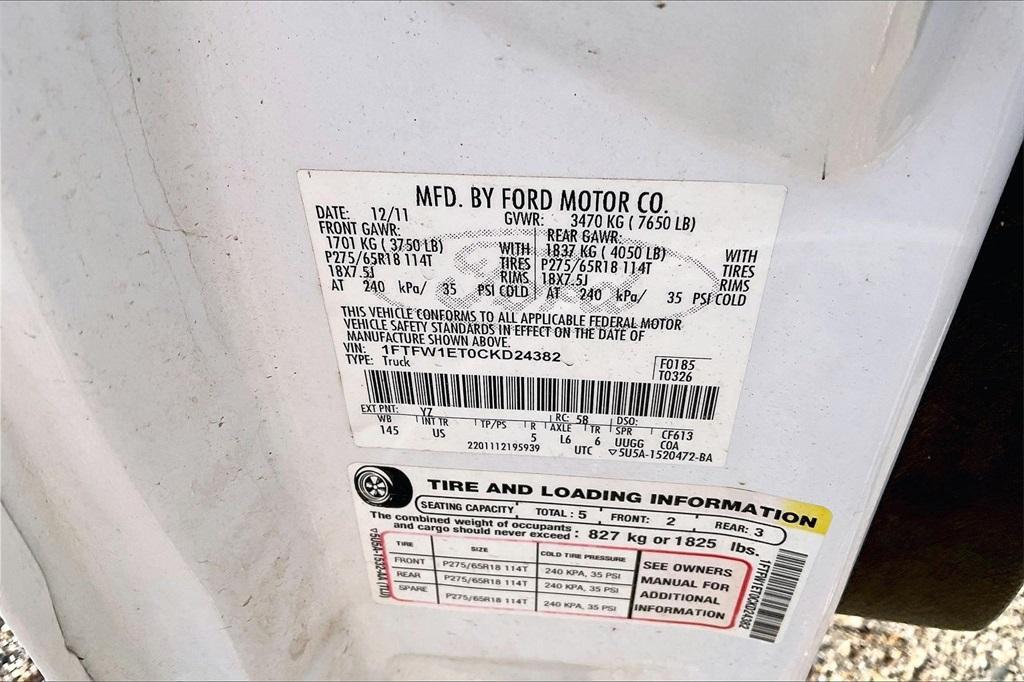 MFD. BY FORD MOTOR CO.
DATE: 12/11 GVWR: 3470 KG ( 7650 LB)
FRONT GAWR: REAR GAWR:
1701 KG ( 3750 LB) WITH 1837 KG ( 4050 LB) WITH
P275/65R18 114T TIRES P275/65R18 114T TIRES
18X7.5J RIMS 18X7.5J RIMS
AT 240 kPa/ 35 PSI COLD AT 240 kPa/ 35 PSI COLD
Ford
THIS VEHICLE CONFORMS TO ALL APPLICABLE FEDERAL MOTOR
VEHICLE SAFETY STANDARDS IN EFFECT ON THE DATE OF
MANUFACTURE SHOWN ABOVE.
VIN: 1FTFW1ET0CKD24382
TYPE: Truck
F0185
T0326
EXT PNT: Y7 RC: 58 DSO:
WB INT TR TP/PS R AXLE TR SPR CF613
145 US 5 L6 6 UUGG COA
2201112195939 UTC ▽5U5A-1520472-BA
TIRE AND LOADING INFORMATION
SEATING CAPACITY TOTAL: 5 FRONT: 2 REAR: 3
The combined weight of occupants
and cargo should never exceed : 827 kg or 1825 lbs.
TIRE SIZE COLD TIRE PRESSURE
FRONT P275/65R18 114T 240 KPA, 35 PSI
REAR P275/65R18 114T 240 KPA, 35 PSI
SPARE P275/65R18 114T 240 KPA, 35 PSI
SEE OWNERS
MANUAL FOR
ADDITIONAL
INFORMATION
1FTFW1ET0CKD24382